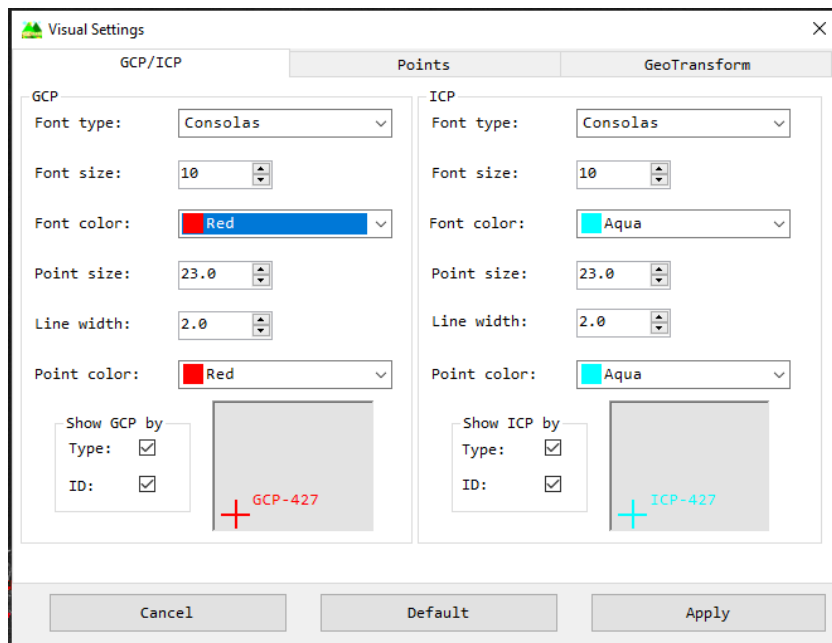 Visual Settings
GCP/ICP
Points
GeoTransform
GCP
Font type:
Consolas
Font size:
10
Font color:
Red
Point size:
23.0
Line width:
2.0
Point color:
Red
Show GCP by
Type:
ID:
GCP-427
ICP
Font type:
Consolas
Font size:
10
Font color:
Aqua
Point size:
23.0
Line width:
2.0
Point color:
Aqua
Show ICP by
Type:
ID:
ICP-427
Cancel
Default
Apply